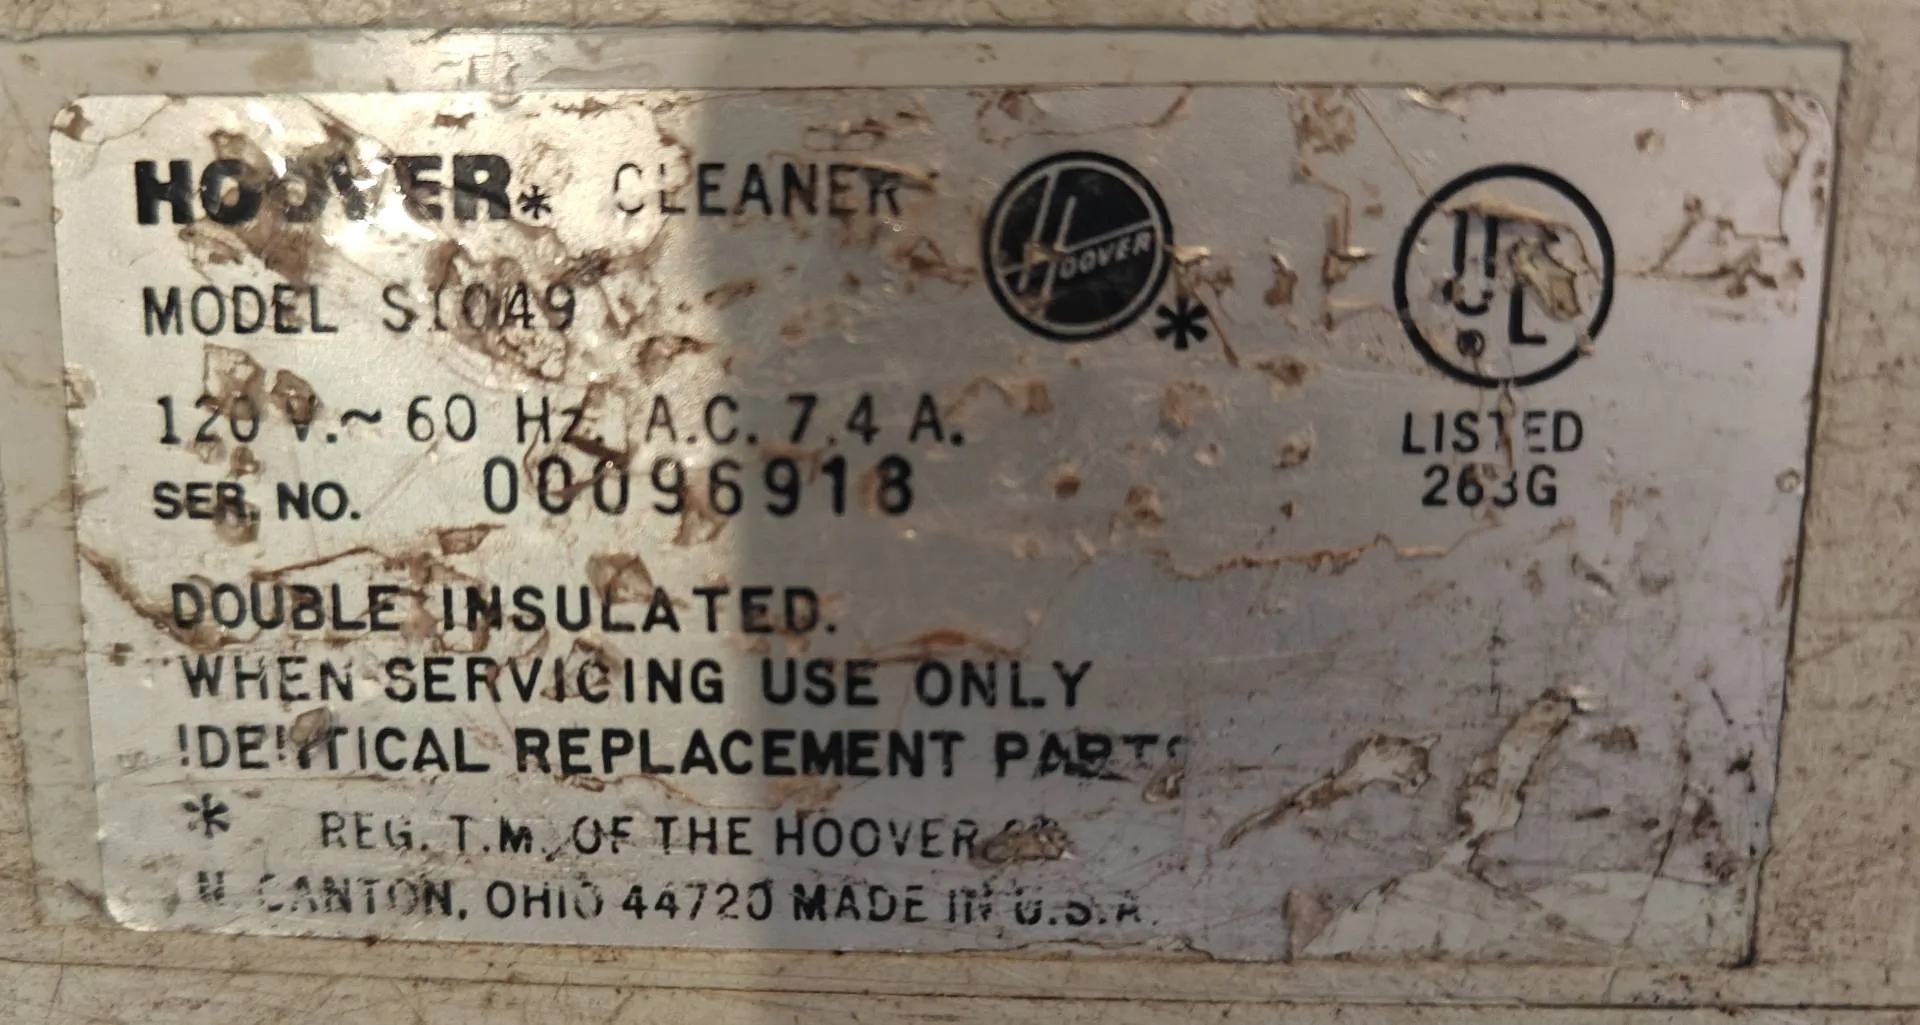 HOOVER* CLEANER
HOOVER
*
UL
®
MODEL S1049
120 V.~ 60 Hz. A.C. 7.4 A.
LISTED
263G
SER. NO. 00096918
DOUBLE INSULATED.
WHEN SERVICING USE ONLY
IDENTICAL REPLACEMENT PARTS
* REG. T.M. OF THE HOOVER
N. CANTON, OHIO 44720 MADE IN U.S.A.